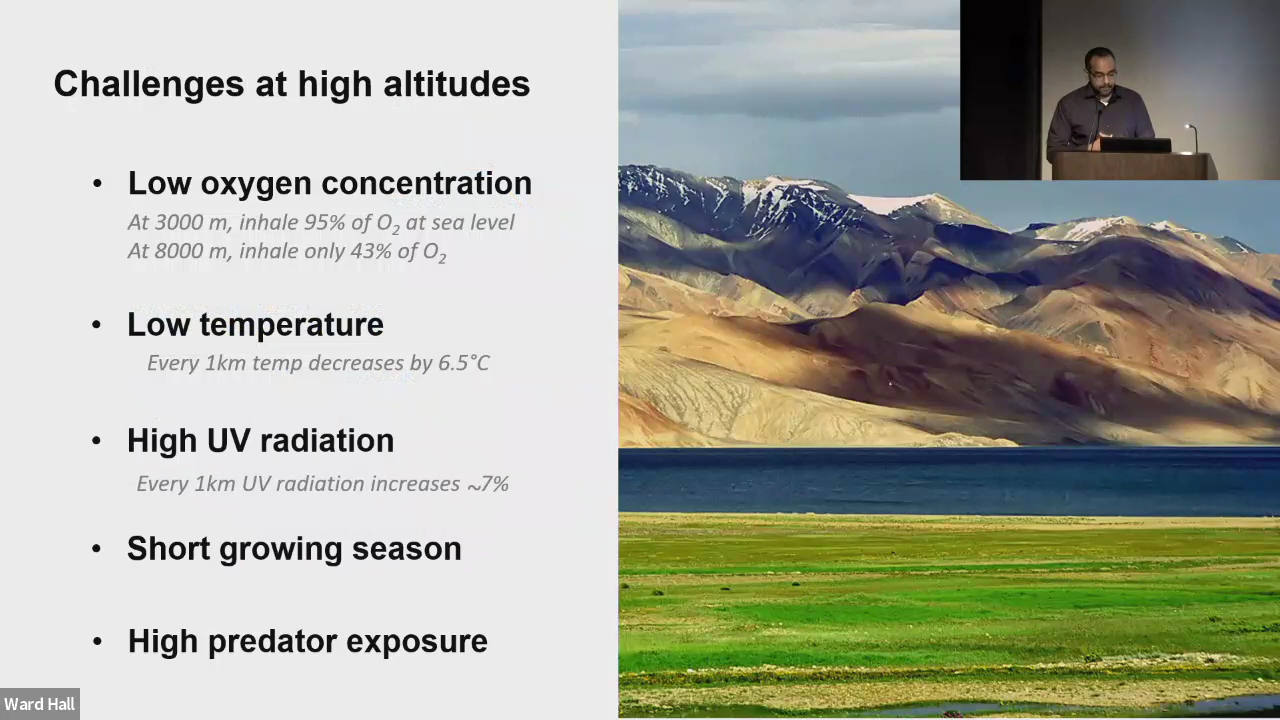 Challenges at high altitudes
• Low oxygen concentration
At 3000 m, inhale 95% of O₂ at sea level
At 8000 m, inhale only 43% of O₂
• Low temperature
Every 1km temp decreases by 6.5°C
• High UV radiation
Every 1km UV radiation increases ~7%
• Short growing season
• High predator exposure
Ward Hall